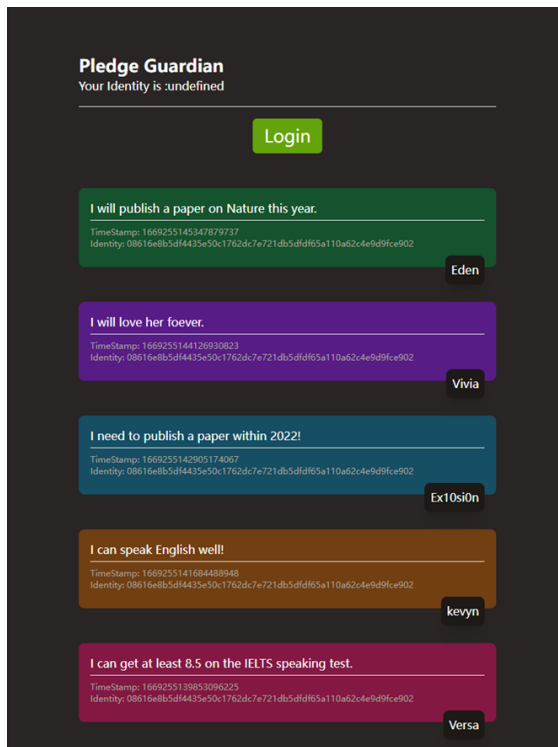 Pledge Guardian
Your Identity is :undefined
Login
I will publish a paper on Nature this year.
TimeStamp: 1669255145347879737
Identity: 08616e8b5df4435e50c1762dc7e721db5dfdf65a110a62c4e9d9fce902
Eden
I will love her foever.
TimeStamp: 1669255144126930823
Identity: 08616e8b5df4435e50c1762dc7e721db5dfdf65a110a62c4e9d9fce902
Vivia
I need to publish a paper within 2022!
TimeStamp: 1669255142905174067
Identity: 08616e8b5df4435e50c1762dc7e721db5dfdf65a110a62c4e9d9fce902
Ex10si0n
I can speak English well!
TimeStamp: 1669255141684488948
Identity: 08616e8b5df4435e50c1762dc7e721db5dfdf65a110a62c4e9d9fce902
kevyn
I can get at least 8.5 on the IELTS speaking test.
TimeStamp: 1669255139853096225
Identity: 08616e8b5df4435e50c1762dc7e721db5dfdf65a110a62c4e9d9fce902
Versa